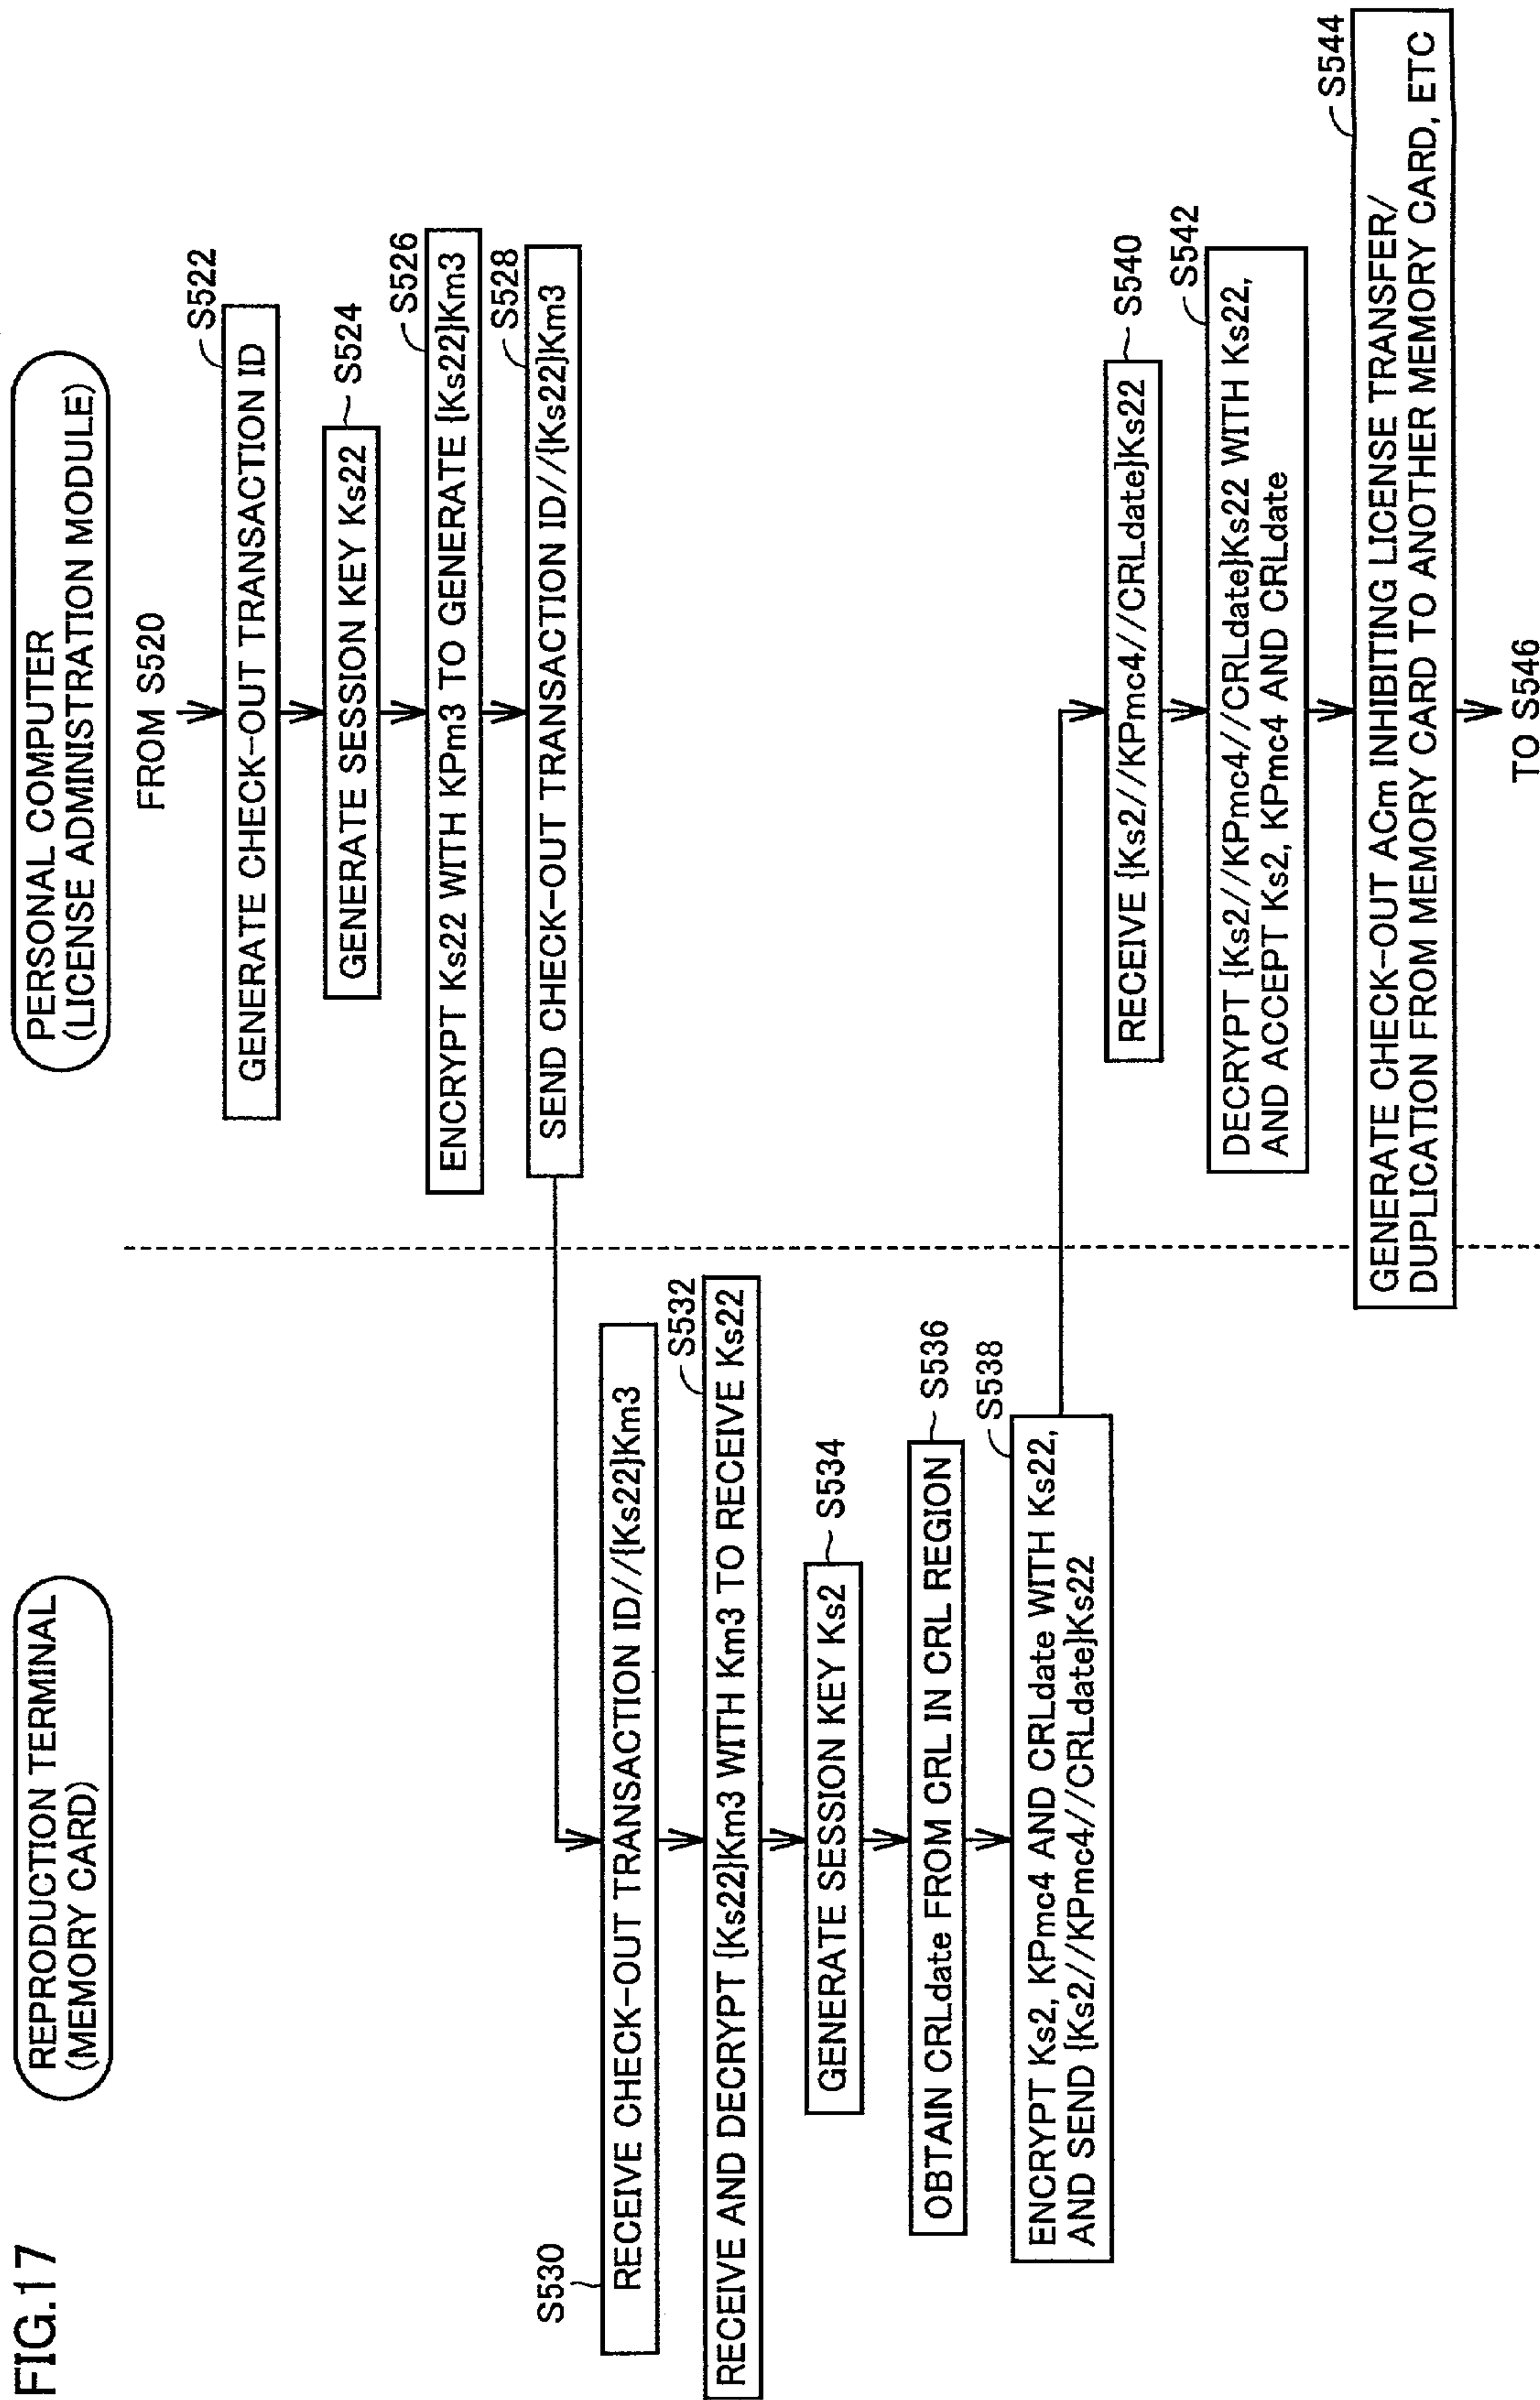 FIG.17
REPRODUCTION TERMINAL
(MEMORY CARD)
PERSONAL COMPUTER
(LICENSE ADMINISTRATION MODULE)
FROM S520
S522
GENERATE CHECK-OUT TRANSACTION ID
S524
GENERATE SESSION KEY Ks22
S526
ENCRYPT Ks22 WITH KPm3 TO GENERATE {Ks22}Km3
S528
SEND CHECK-OUT TRANSACTION ID//{Ks22}Km3
S530
RECEIVE CHECK-OUT TRANSACTION ID//{Ks22}Km3
S532
RECEIVE AND DECRYPT {Ks22}Km3 WITH Km3 TO RECEIVE Ks22
S534
GENERATE SESSION KEY Ks2
S536
OBTAIN CRLdate FROM CRL IN CRL REGION
S538
ENCRYPT Ks2, KPmc4 AND CRLdate WITH Ks22,
AND SEND {Ks2//KPmc4//CRLdate}Ks22
S540
RECEIVE {Ks2//KPmc4//CRLdate}Ks22
S542
DECRYPT {Ks2//KPmc4//CRLdate}Ks22 WITH Ks22,
AND ACCEPT Ks2, KPmc4 AND CRLdate
S544
GENERATE CHECK-OUT ACm INHIBITING LICENSE TRANSFER/
DUPLICATION FROM MEMORY CARD TO ANOTHER MEMORY CARD, ETC
TO S546